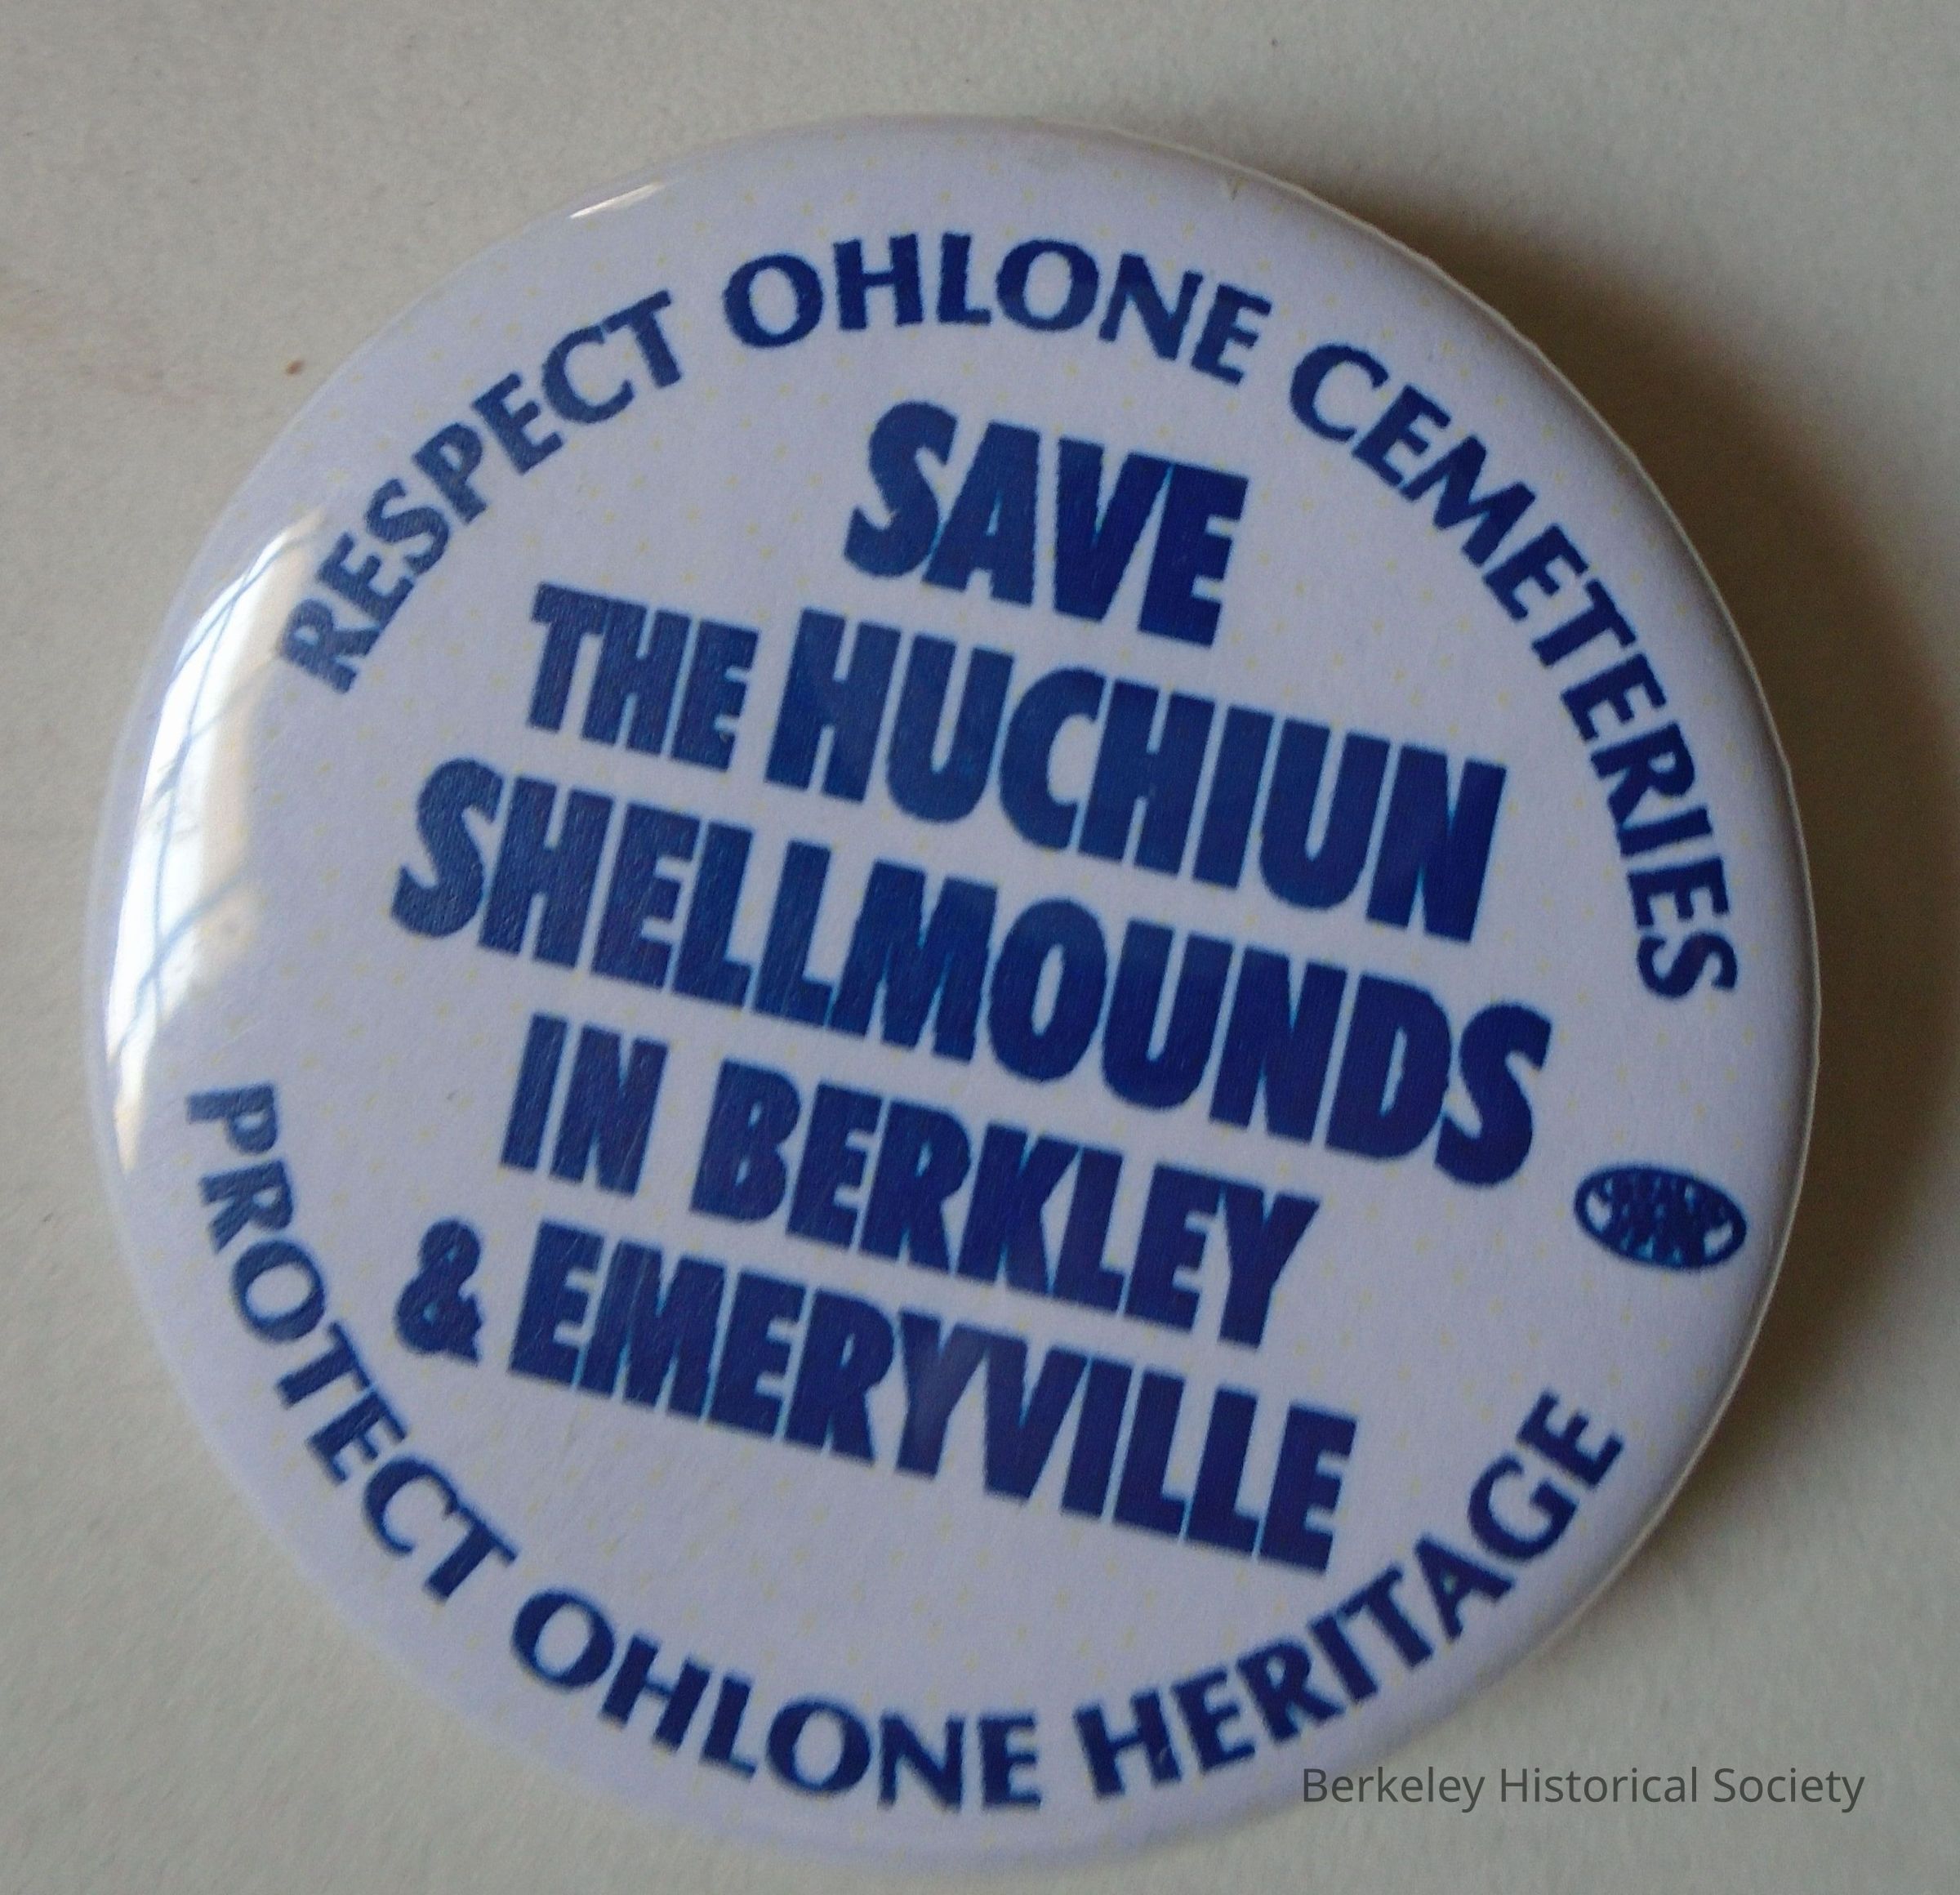 RESPECT OHLONE CEMETERIES
SAVE
THE HUCHIUN
SHELLMOUNDS
IN BERKLEY
& EMERYVILLE
PROTECT OHLONE HERITAGE
Berkeley Historical Society